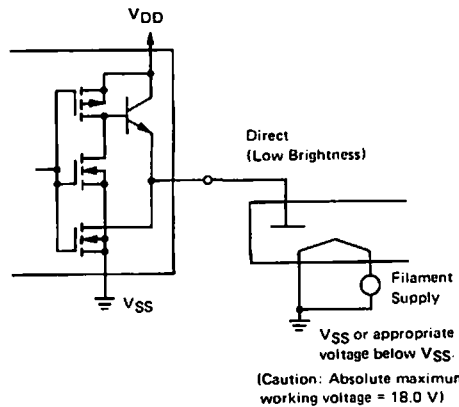 VDD
Direct
(Low Brightness)
Filament
Supply
VSS
VSS or appropriate
voltage below VSS.
(Caution: Absolute maximum
working voltage = 18.0 V)